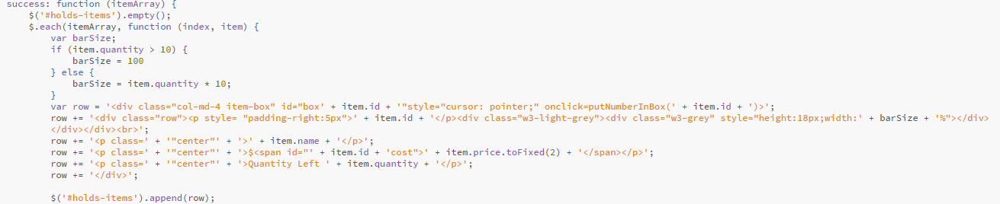 success: function (itemArray) {
    $('#holds-items').empty();
    $.each(itemArray, function (index, item) {
        var barSize;
        if (item.quantity > 10) {
            barSize = 100
        } else {
            barSize = item.quantity * 10;
        }
        var row = '<div class="col-md-4 item-box" id="box' + item.id + '"style="cursor: pointer;" onclick=putNumberInBox(' + item.id + ')>';
        row += '<div class="row"><p style= "padding-right:5px">' + item.id + '</p><div class="w3-light-grey"><div class="w3-grey" style="height:18px;width:' + barSize + '%"></div>
        </div></div><br>';
        row += '<p class=' + '"center"' + '>' + item.name + '</p>';
        row += '<p class=' + '"center"' + '>$<span id="' + item.id + 'cost">' + item.price.toFixed(2) + '</span></p>';
        row += '<p class=' + '"center"' + '>Quantity Left ' + item.quantity + '</p>';
        row += '</div>';
        $('#holds-items').append(row);